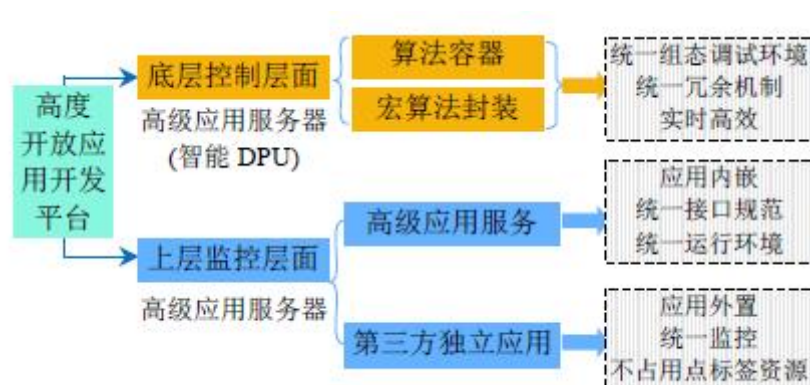 高度
开放应
用开发
平台
底层控制层面
高级应用服务器
(智能 DPU)
算法容器
宏算法封装
统一组态调试环境
统一冗余机制
实时高效
上层监控层面
高级应用服务器
高级应用服务
应用内嵌
统一接口规范
统一运行环境
第三方独立应用
应用外置
统一监控
不占用点标签资源